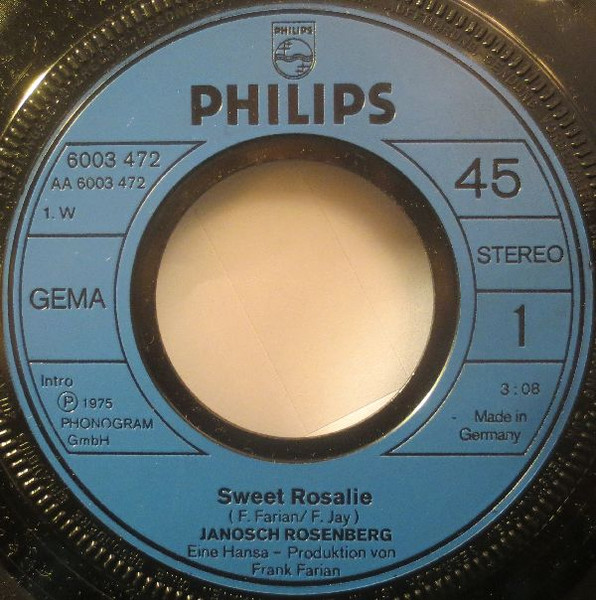 PHILIPS
PHILIPS
6003 472
AA 6003 472
1. W
GEMA
Intro
Ⓟ 1975
PHONOGRAM
GmbH
45
STEREO
1
3:08
Made in
Germany
Sweet Rosalie
( F. Farian/ F. Jay )
JANOSCH ROSENBERG
Eine Hansa - Produktion von
Frank Farian